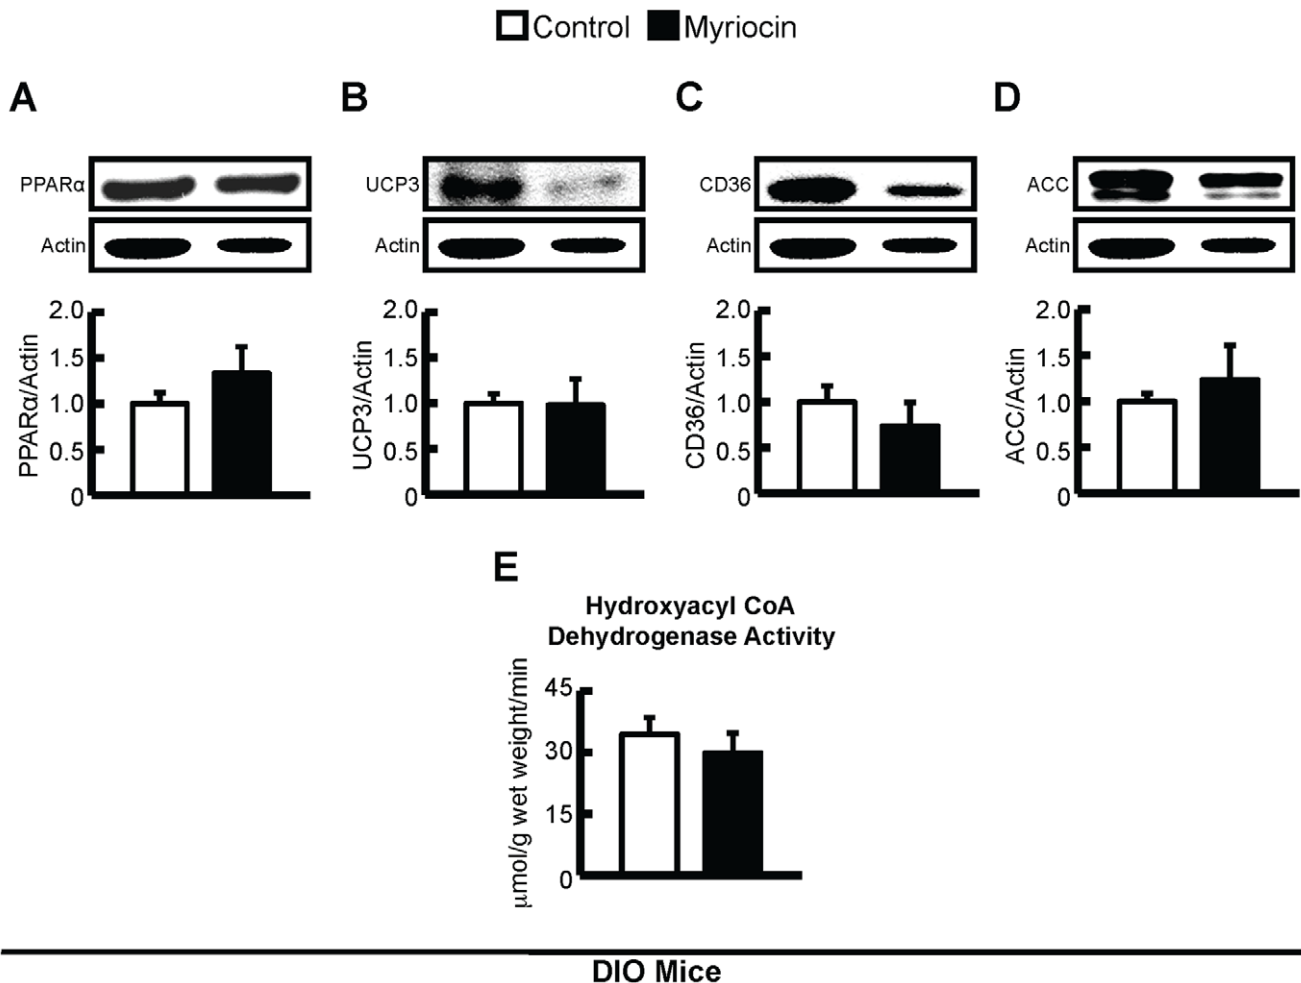 Control Myriocin
A B C D
PPARα UCP3 CD36 ACC
Actin Actin Actin Actin
PPARα/Actin
2.0
1.5
1.0
0.5
0
UCP3/Actin
2.0
1.5
1.0
0.5
0
CD36/Actin
2.0
1.5
1.0
0.5
0
ACC/Actin
2.0
1.5
1.0
0.5
0
E
Hydroxyacyl CoA
Dehydrogenase Activity
μmol/g wet weight/min
45
30
15
0
DIO Mice